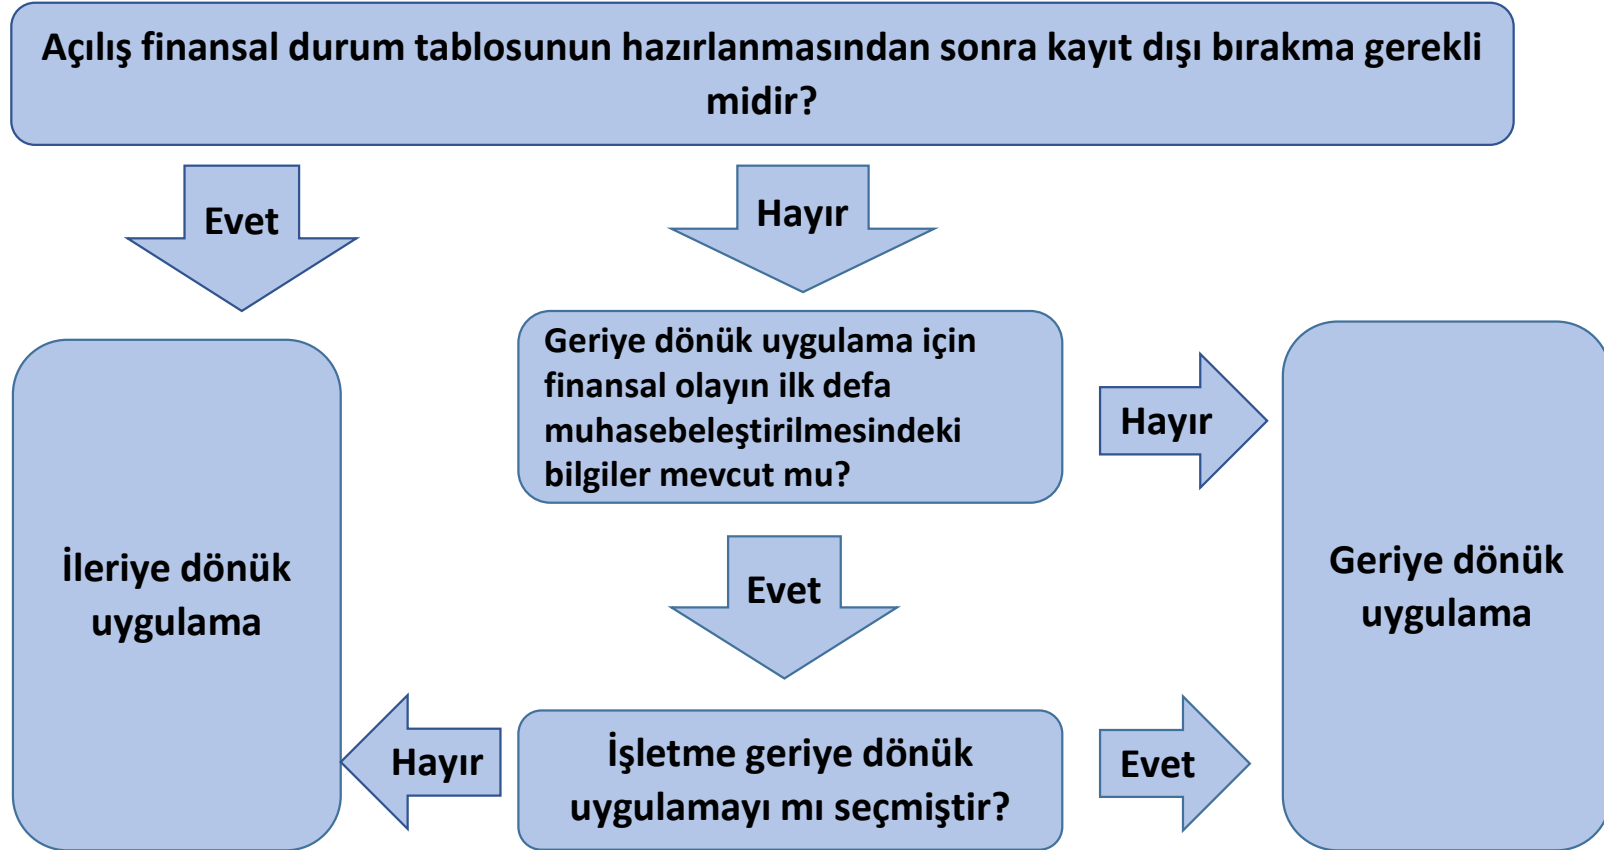 Açılış finansal durum tablosunun hazırlanmasından sonra kayıt dışı bırakma gerekli
midir?
Evet
Hayır
Geriye dönük uygulama için
finansal olayın ilk defa
muhasebeleştirilmesindeki
bilgiler mevcut mu?
Hayır
İleriye dönük
uygulama
Evet
Geriye dönük
uygulama
Hayır
İşletme geriye dönük
uygulamayı mı seçmiştir?
Evet